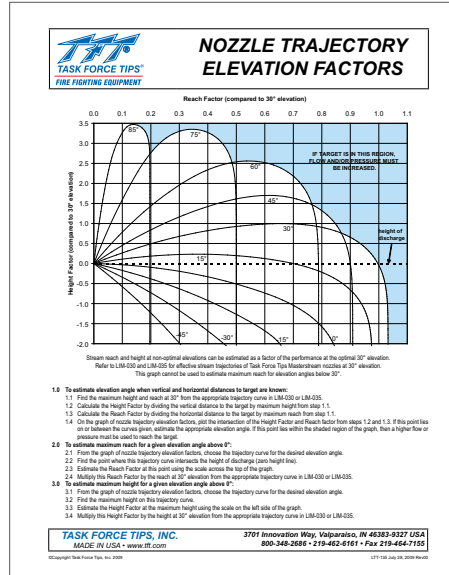 TFT®
TASK FORCE TIPS®
FIRE FIGHTING EQUIPMENT
NOZZLE TRAJECTORY
ELEVATION FACTORS
Reach Factor (compared to 30° elevation)
0.0 0.1 0.2 0.3 0.4 0.5 0.6 0.7 0.8 0.9 1.0 1.1
Height Factor (compared to 30° elevation)
3.5
3.0
2.5
2.0
1.5
1.0
0.5
0.0
-0.5
-1.0
-1.5
-2.0
85°
75°
60°
45°
30°
15°
0°
-15°
-30°
-45°
IF TARGET IS IN THIS REGION,
FLOW AND/OR PRESSURE MUST
BE INCREASED.
height of
discharge
Stream reach and height at non-optimal elevations can be estimated as a factor of the performance at the optimal 30° elevation.
Refer to LIM-030 and LIM-035 for effective stream trajectories of Task Force Tips Masterstream nozzles at 30° elevation.
This graph cannot be used to estimate maximum reach for elevation angles below 30°.
1.0 To estimate elevation angle when vertical and horizontal distances to target are known:
1.1 Find the maximum height and reach at 30° from the appropriate trajectory curve in LIM-030 or LIM-035.
1.2 Calculate the Height Factor by dividing the vertical distance to the target by maximum height from step 1.1.
1.3 Calculate the Reach Factor by dividing the horizontal distance to the target by maximum reach from step 1.1.
1.4 On the graph of nozzle trajectory elevation factors, plot the intersection of the Height Factor and Reach factor from steps 1.2 and 1.3. If this point lies
on or between the curves given, estimate the appropriate elevation angle. If this point lies within the shaded region of the graph, then a higher flow or
pressure must be used to reach the target.
2.0 To estimate maximum reach for a given elevation angle above 0°:
2.1 From the graph of nozzle trajectory elevation factors, choose the trajectory curve for the desired elevation angle.
2.2 Find the point where this trajectory curve intersects the height of discharge (zero height line).
2.3 Estimate the Reach Factor at this point using the scale across the top of the graph.
2.4 Multiply this Reach Factor by the reach at 30° elevation from the appropriate trajectory curve in LIM-030 or LIM-035.
3.0 To estimate maximum height for a given elevation angle above 0°:
3.1 From the graph of nozzle trajectory elevation factors, choose the trajectory curve for the desired elevation angle.
3.2 Find the maximum height on this trajectory curve.
3.3 Estimate the Height Factor at the maximum height using the scale on the left side of the graph.
3.4 Multiply this Height Factor by the height at 30° elevation from the appropriate trajectory curve in LIM-030 or LIM-035.
TASK FORCE TIPS, INC.
MADE IN USA • www.tft.com
3701 Innovation Way, Valparaiso, IN 46383-9327 USA
800-348-2686 • 219-462-6161 • Fax 219-464-7155
©Copyright Task Force Tips, Inc. 2009
LTT-135 July 28, 2009 Rev00